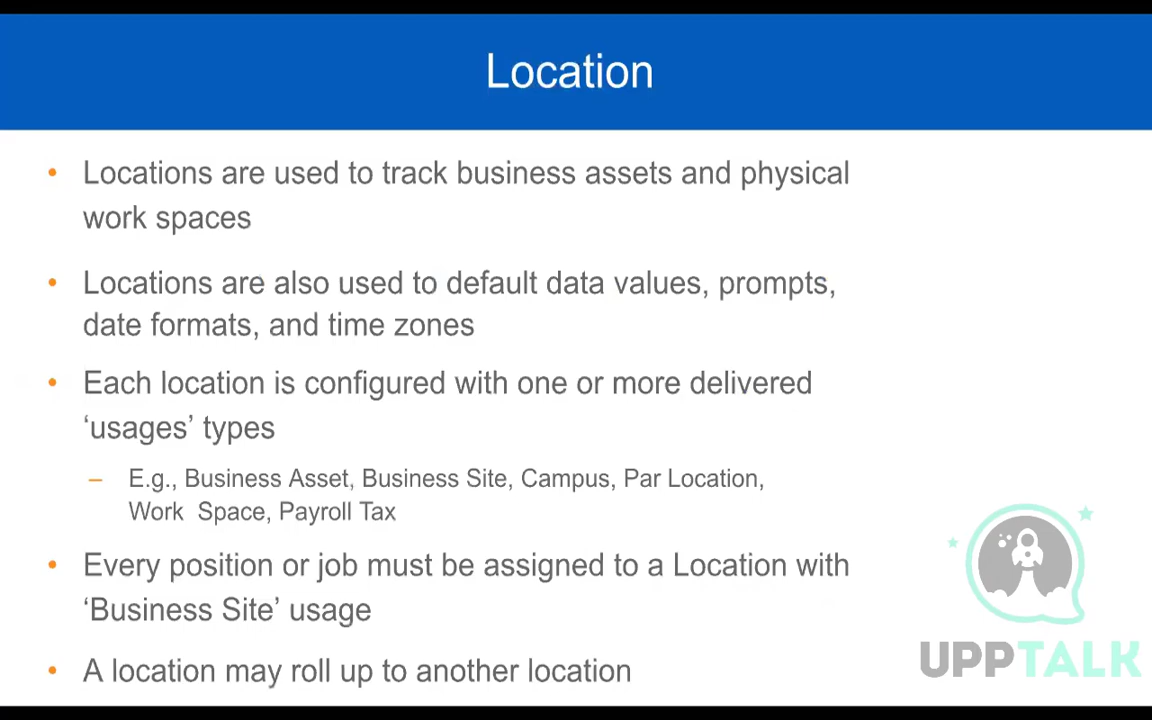 Location
• Locations are used to track business assets and physical
work spaces
• Locations are also used to default data values, prompts,
date formats, and time zones
• Each location is configured with one or more delivered
‘usages’ types
– E.g., Business Asset, Business Site, Campus, Par Location,
Work Space, Payroll Tax
• Every position or job must be assigned to a Location with
‘Business Site’ usage
• A location may roll up to another location
UPPTALK